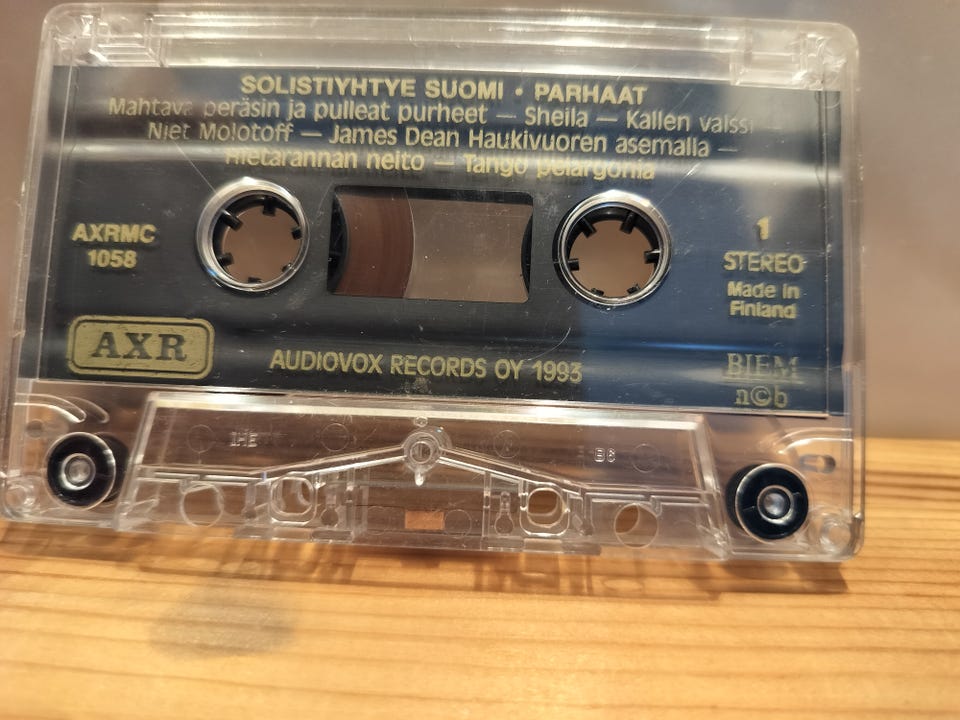 SOLISTIYHTYE SUOMI • PARHAAT
Mahtava peräsin ja pulleat purheet — Sheila — Kallen valssi —
Niet Molotoff — James Dean Haukivuoren asemalla —
Hietarannan neito — Tango pelargonia
AXRMC
1058
1
STEREO
Made in
Finland
AXR
AUDIOVOX RECORDS OY 1993
BIEM
n©b